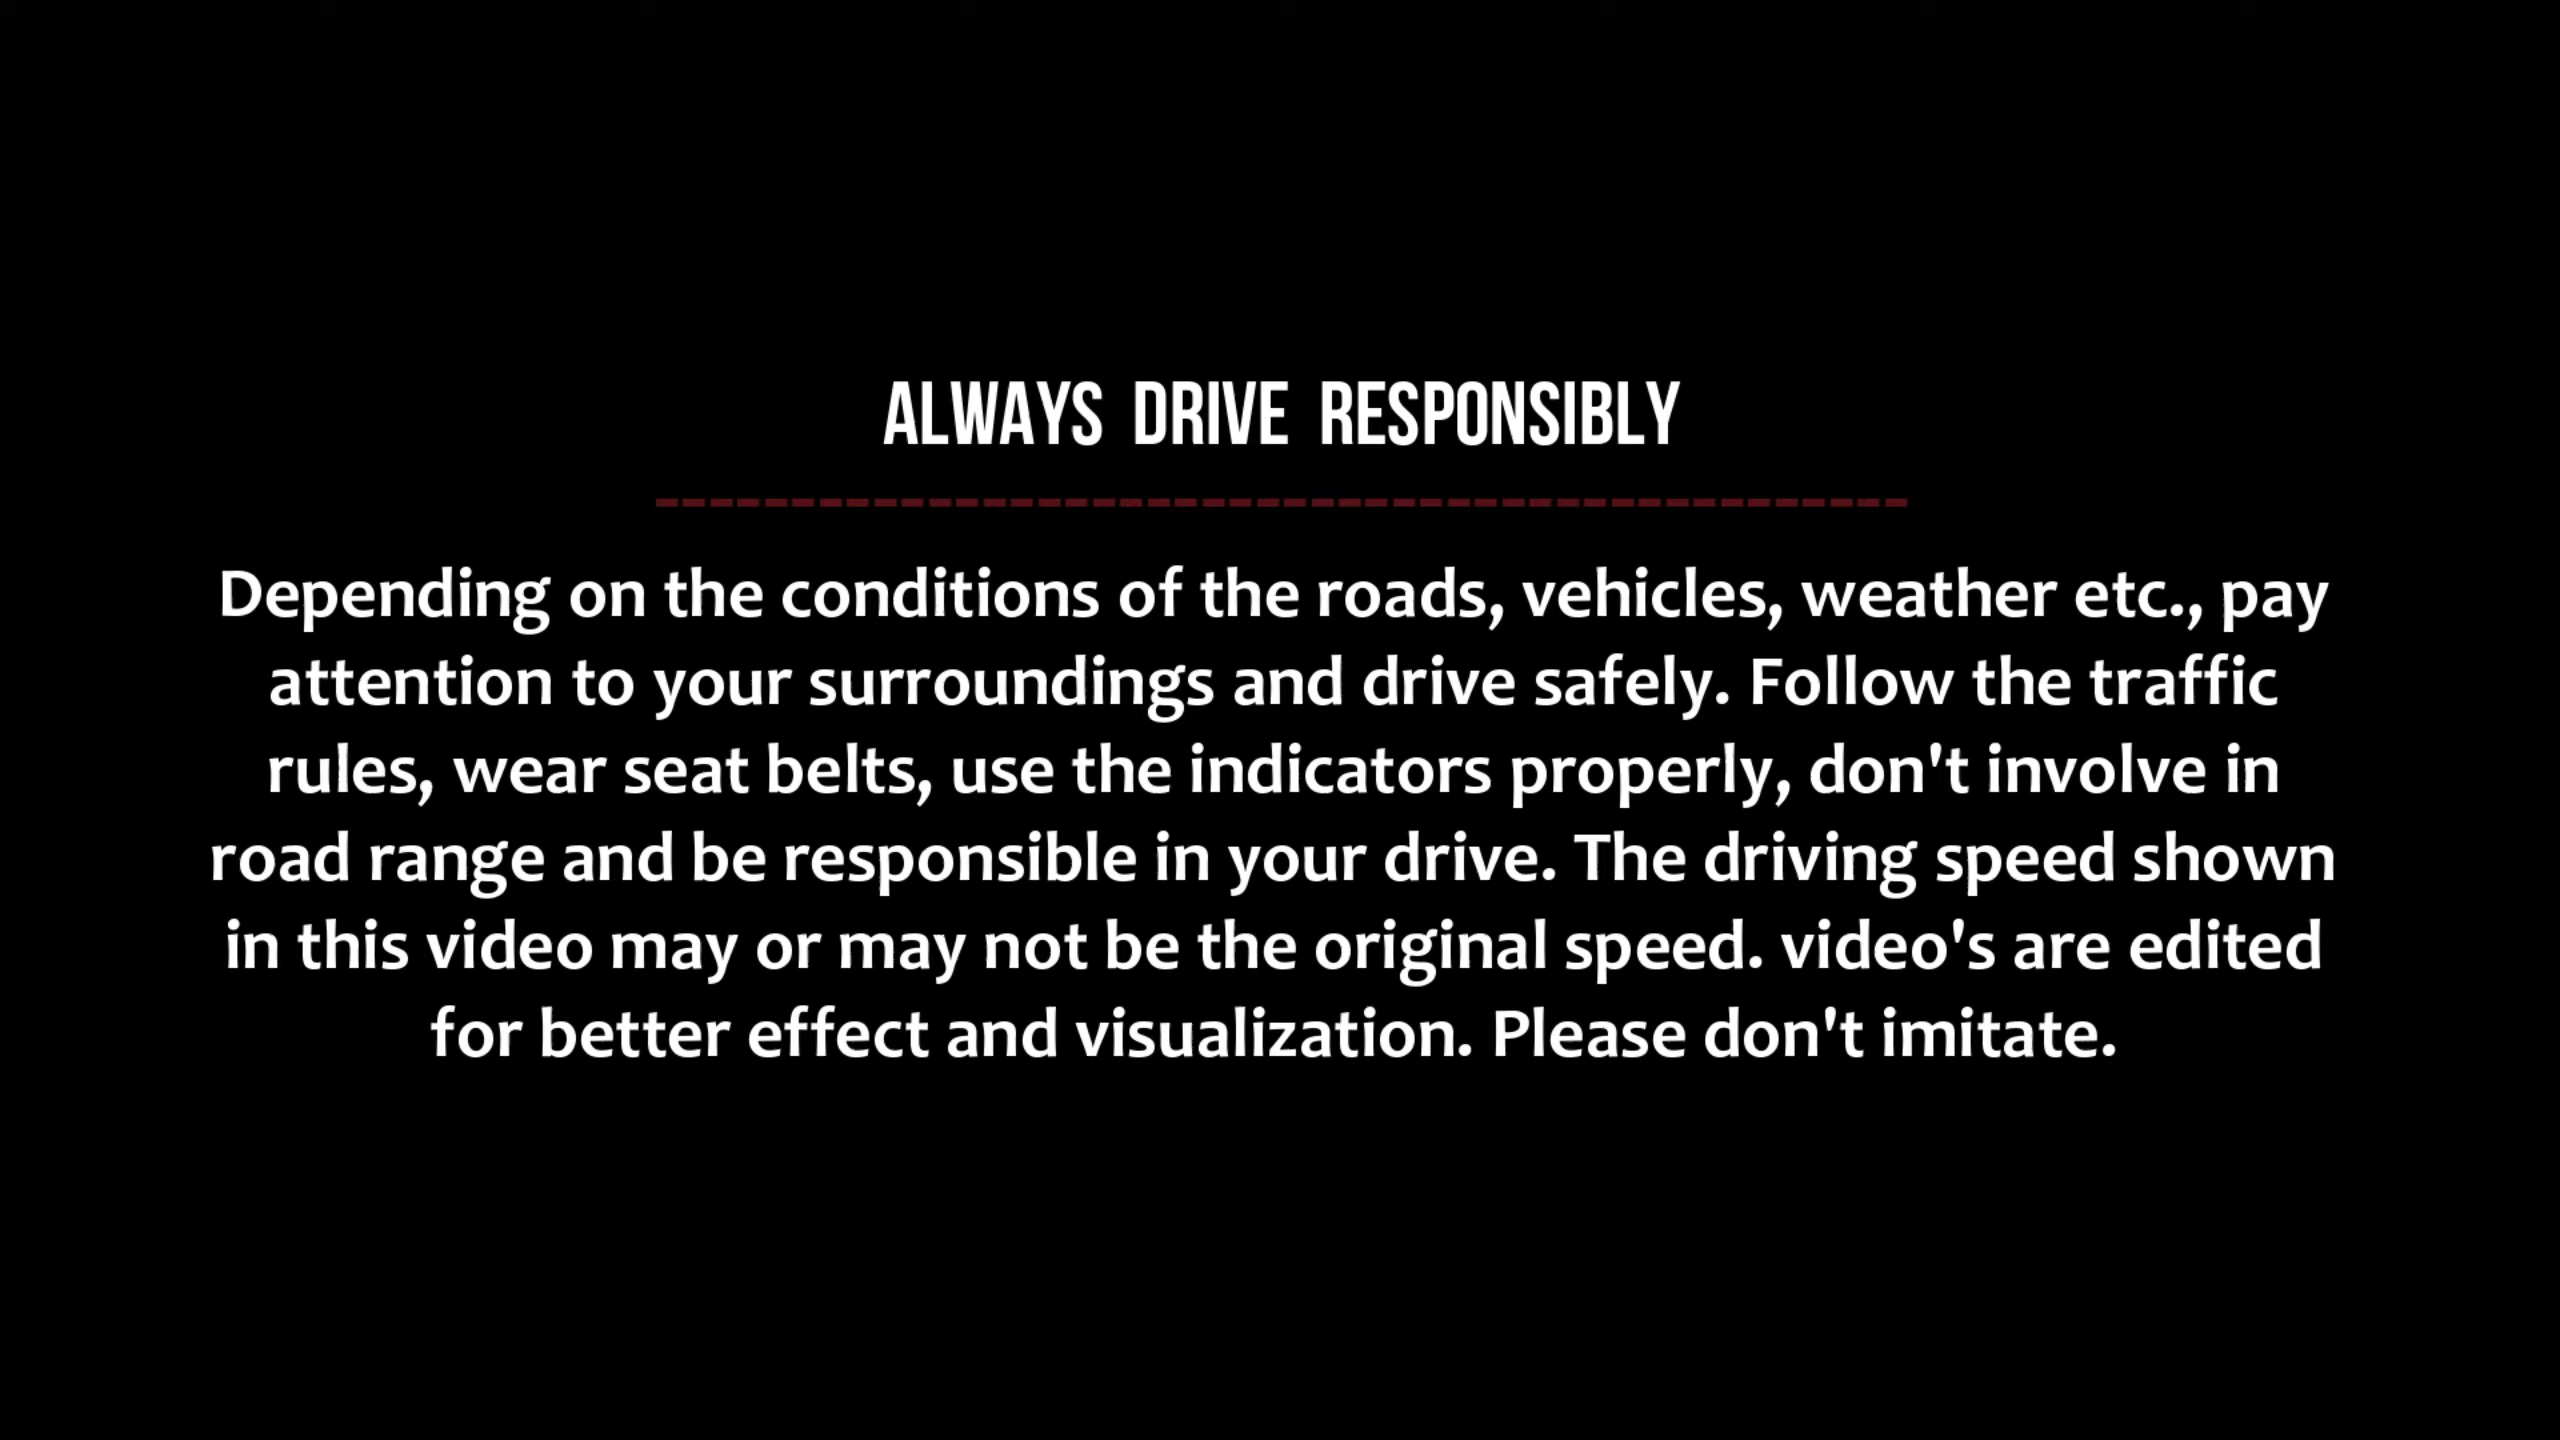 ALWAYS DRIVE RESPONSIBLY
----------------------------------------------
Depending on the conditions of the roads, vehicles, weather etc., pay
attention to your surroundings and drive safely. Follow the traffic
rules, wear seat belts, use the indicators properly, don't involve in
road range and be responsible in your drive. The driving speed shown
in this video may or may not be the original speed. video's are edited
for better effect and visualization. Please don't imitate.